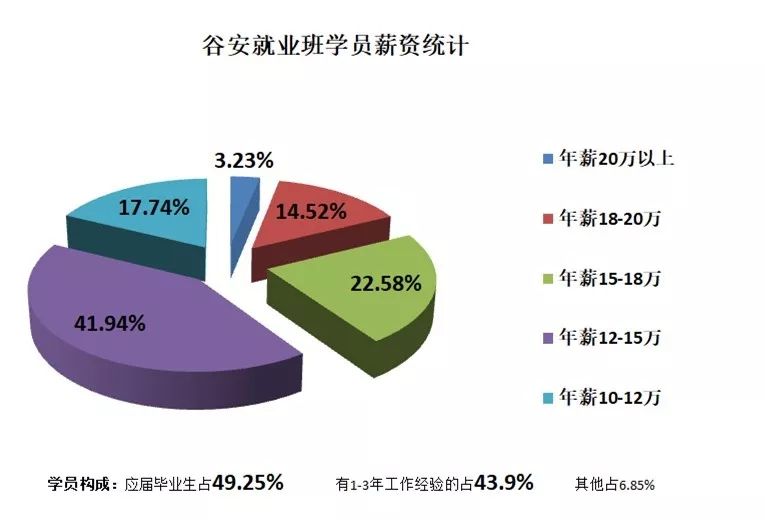 谷安就业班学员薪资统计
3.23%
14.52%
22.58%
41.94%
17.74%
年薪20万以上
年薪18-20万
年薪15-18万
年薪12-15万
年薪10-12万
学员构成：应届毕业生占49.25% 有1-3年工作经验的占43.9% 其他占6.85%